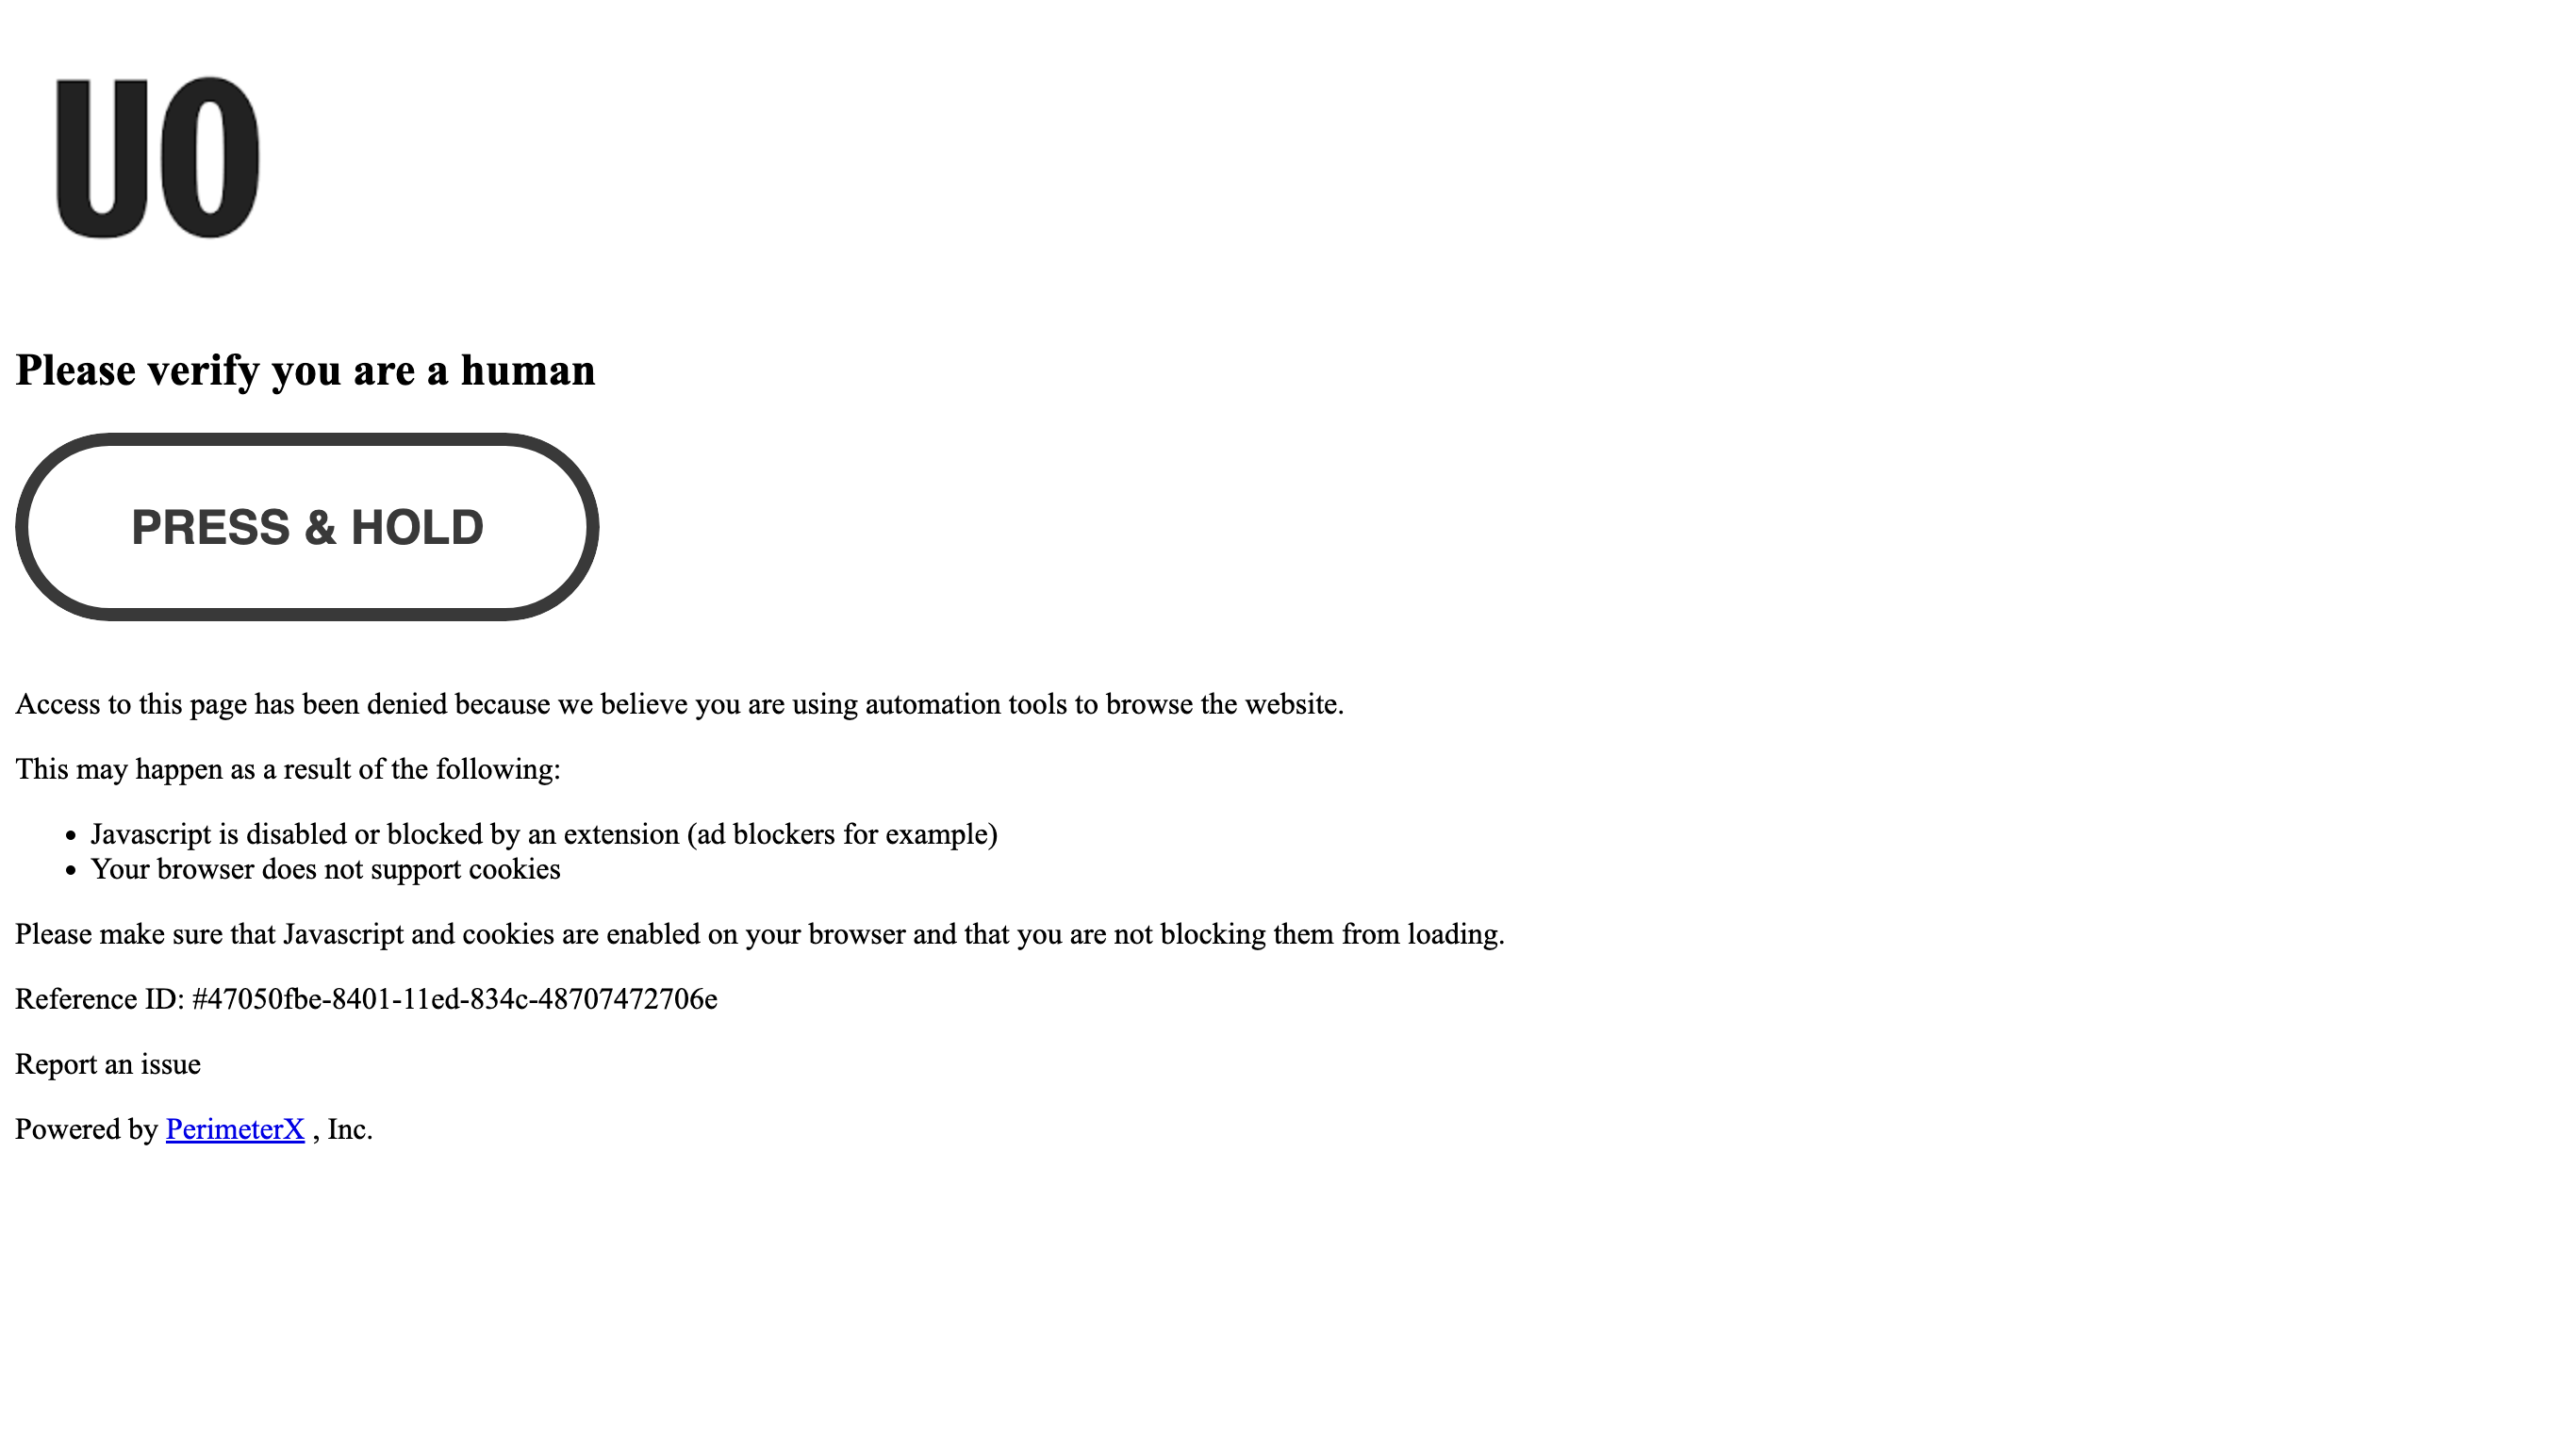 UO
Please verify you are a human
PRESS & HOLD
Access to this page has been denied because we believe you are using automation tools to browse the website.
This may happen as a result of the following:
Javascript is disabled or blocked by an extension (ad blockers for example)
Your browser does not support cookies
Please make sure that Javascript and cookies are enabled on your browser and that you are not blocking them from loading.
Reference ID: #47050fbe-8401-11ed-834c-48707472706e
Report an issue
Powered by PerimeterX , Inc.